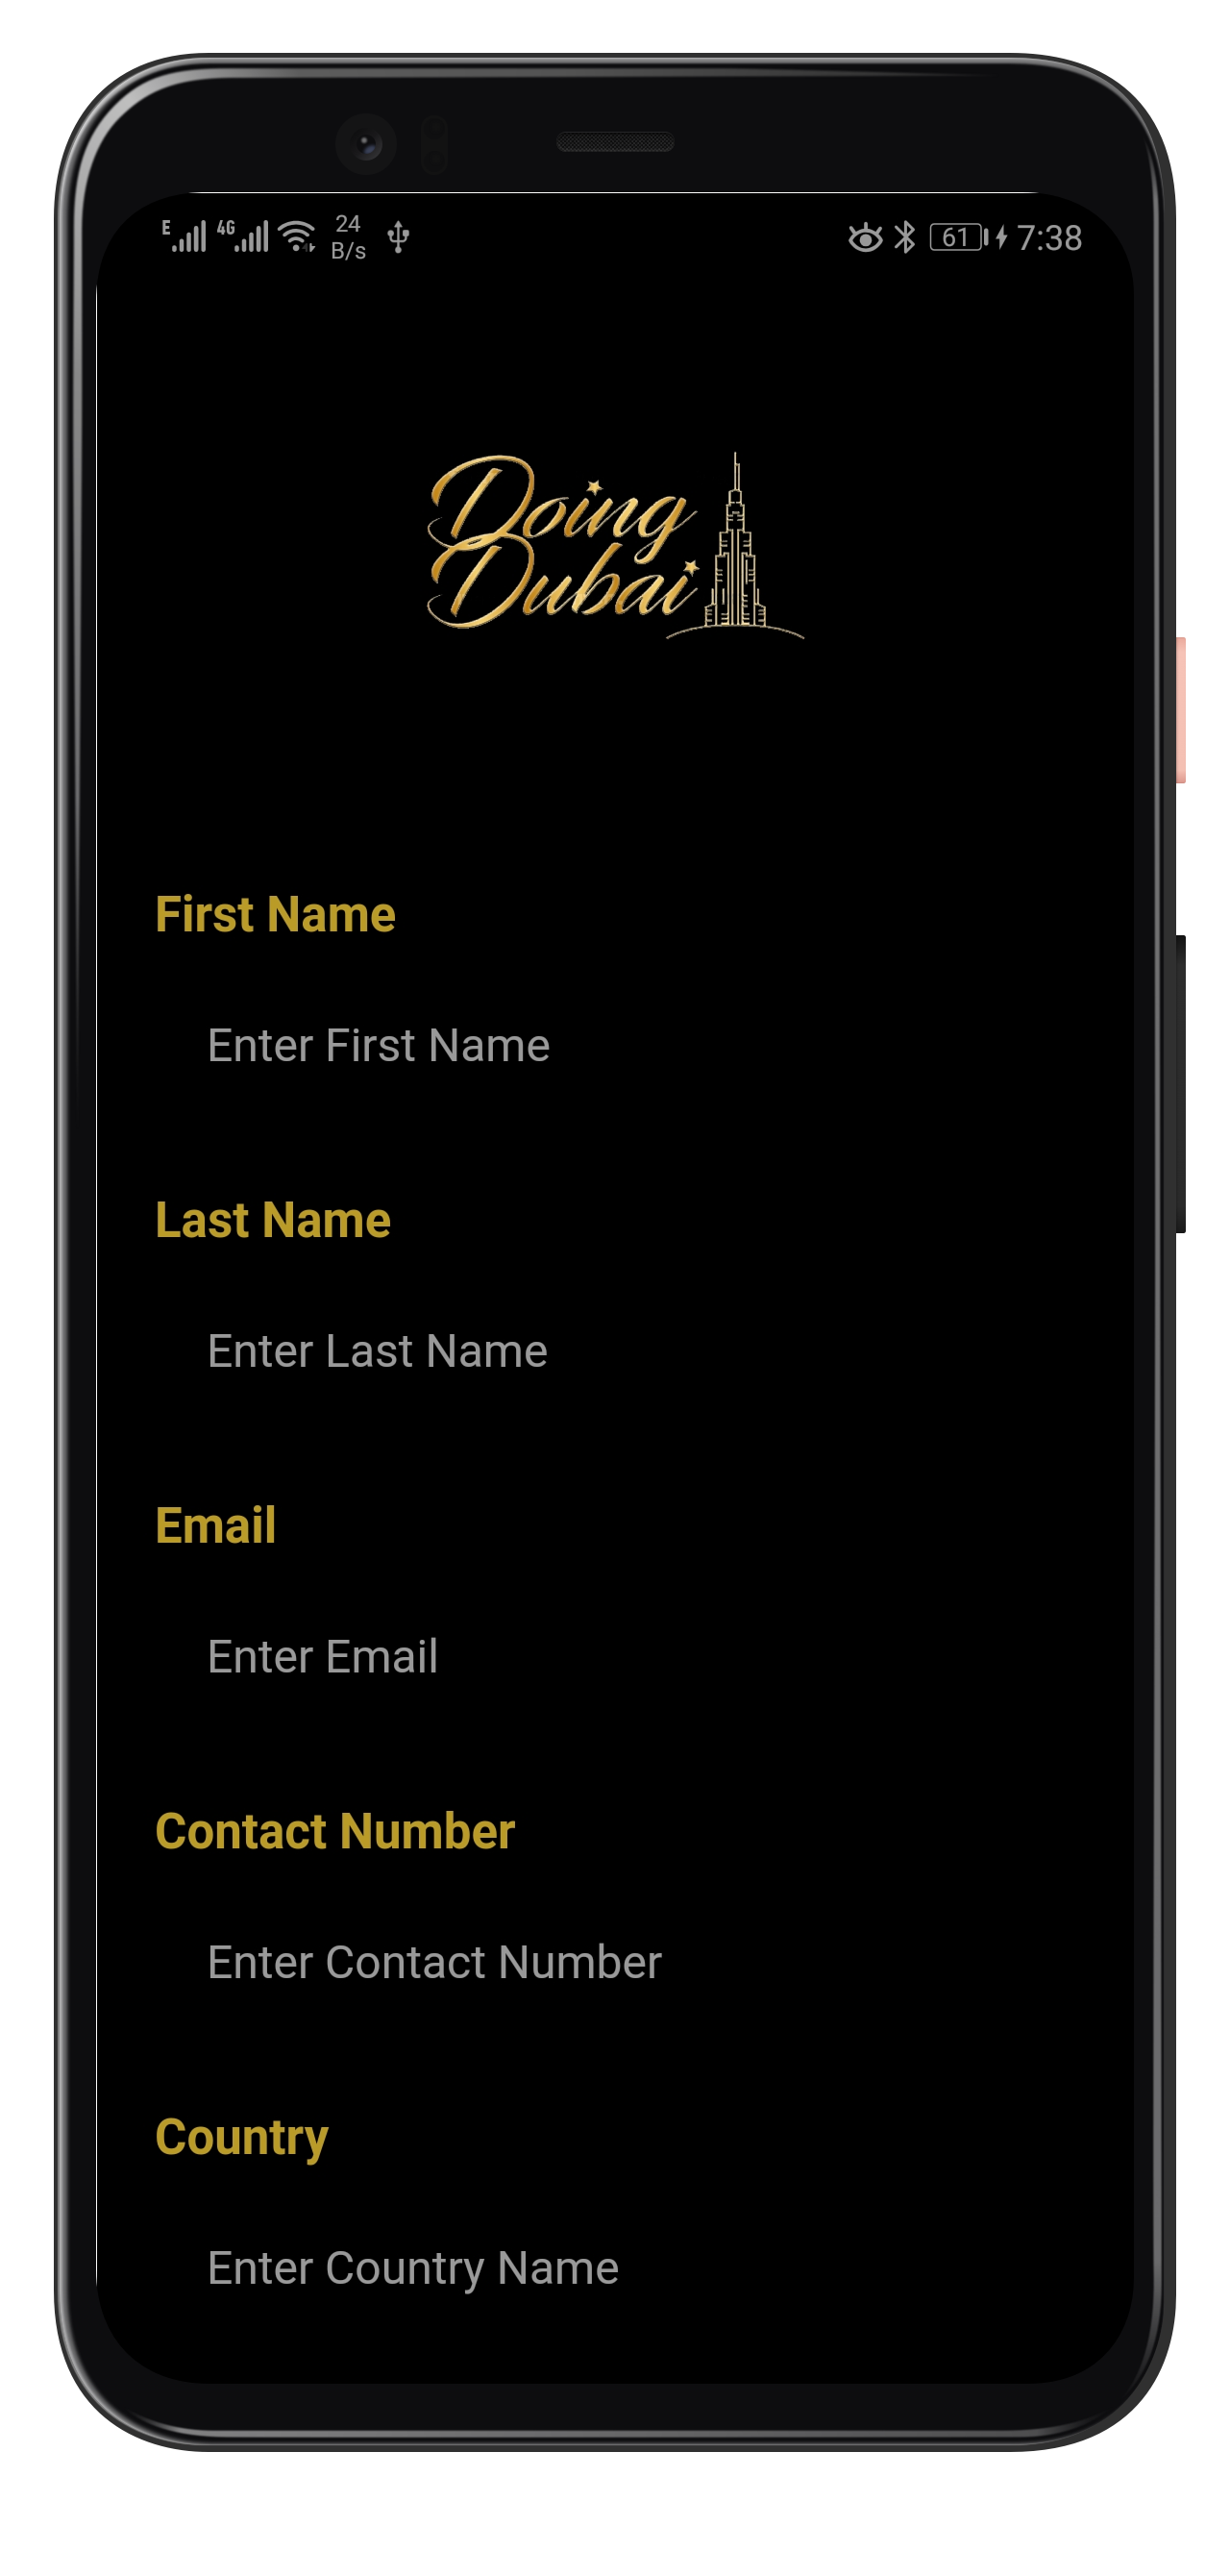 E 4G 24 B/s 61 7:38
Doing
Dubai
First Name
Enter First Name
Last Name
Enter Last Name
Email
Enter Email
Contact Number
Enter Contact Number
Country
Enter Country Name